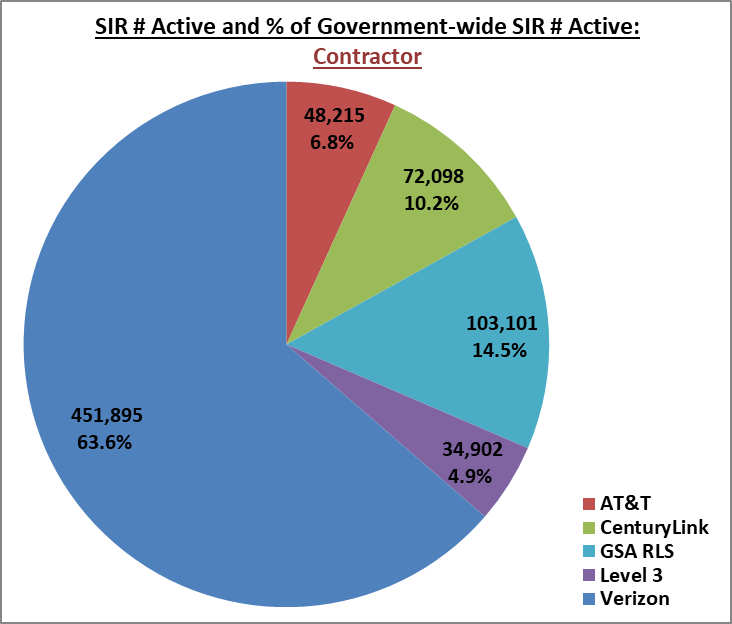 SIR # Active and % of Government-wide SIR # Active:
Contractor
48,215
6.8%
72,098
10.2%
103,101
14.5%
34,902
4.9%
451,895
63.6%
AT&T
CenturyLink
GSA RLS
Level 3
Verizon